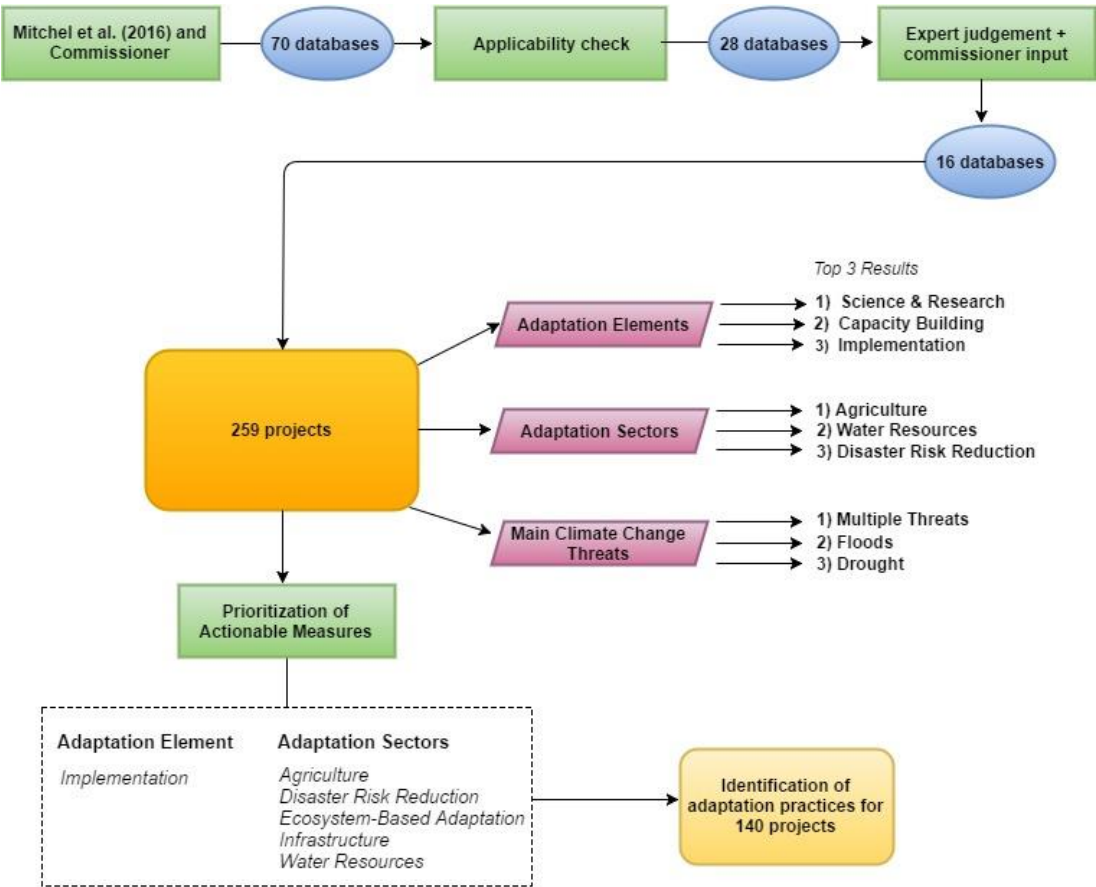 Mitchel et al. (2016) and
Commissioner
70 databases
Applicability check
28 databases
Expert judgement +
commissioner input
16 databases
Top 3 Results
Adaptation Elements
1) Science & Research
2) Capacity Building
3) Implementation
259 projects
Adaptation Sectors
1) Agriculture
2) Water Resources
3) Disaster Risk Reduction
Main Climate Change
Threats
1) Multiple Threats
2) Floods
3) Drought
Prioritization of
Actionable Measures
Adaptation Element
Implementation
Adaptation Sectors
Agriculture
Disaster Risk Reduction
Ecosystem-Based Adaptation
Infrastructure
Water Resources
Identification of
adaptation practices for
140 projects